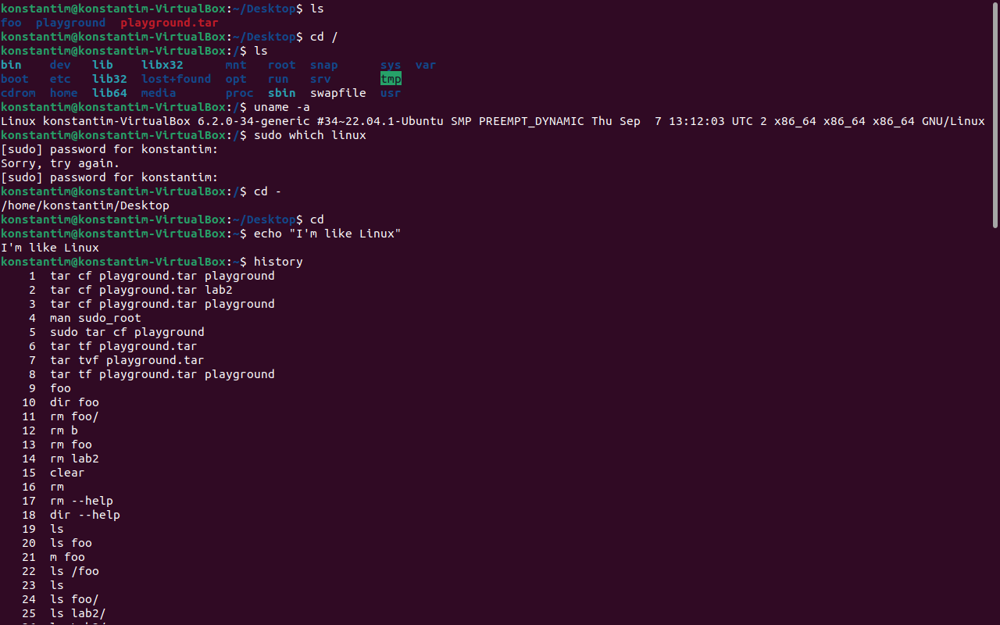 konstantim@konstantim-VirtualBox:~/Desktop$ ls
foo  playground  playground.tar
konstantim@konstantim-VirtualBox:~/Desktop$ cd /
konstantim@konstantim-VirtualBox:/$ ls
bin    dev   lib    libx32      mnt   root  snap      sys  var
boot   etc   lib32  lost+found  opt   run   srv       tmp
cdrom  home  lib64  media       proc  sbin  swapfile  usr
konstantim@konstantim-VirtualBox:/$ uname -a
Linux konstantim-VirtualBox 6.2.0-34-generic #34~22.04.1-Ubuntu SMP PREEMPT_DYNAMIC Thu Sep  7 13:12:03 UTC 2 x86_64 x86_64 x86_64 GNU/Linux
konstantim@konstantim-VirtualBox:/$ sudo which linux
[sudo] password for konstantim:
Sorry, try again.
[sudo] password for konstantim:
konstantim@konstantim-VirtualBox:/$ cd -
/home/konstantim/Desktop
konstantim@konstantim-VirtualBox:~/Desktop$ cd
konstantim@konstantim-VirtualBox:~$ echo "I'm like Linux"
I'm like Linux
konstantim@konstantim-VirtualBox:~$ history
    1  tar cf playground.tar playground
    2  tar cf playground.tar lab2
    3  tar cf playground.tar playground
    4  man sudo_root
    5  sudo tar cf playground
    6  tar tf playground.tar
    7  tar tvf playground.tar
    8  tar tf playground.tar playground
    9  foo
   10  dir foo
   11  rm foo/
   12  rm b
   13  rm foo
   14  rm lab2
   15  clear
   16  rm
   17  rm --help
   18  dir --help
   19  ls
   20  ls foo
   21  m foo
   22  ls /foo
   23  ls
   24  ls foo/
   25  ls lab2/